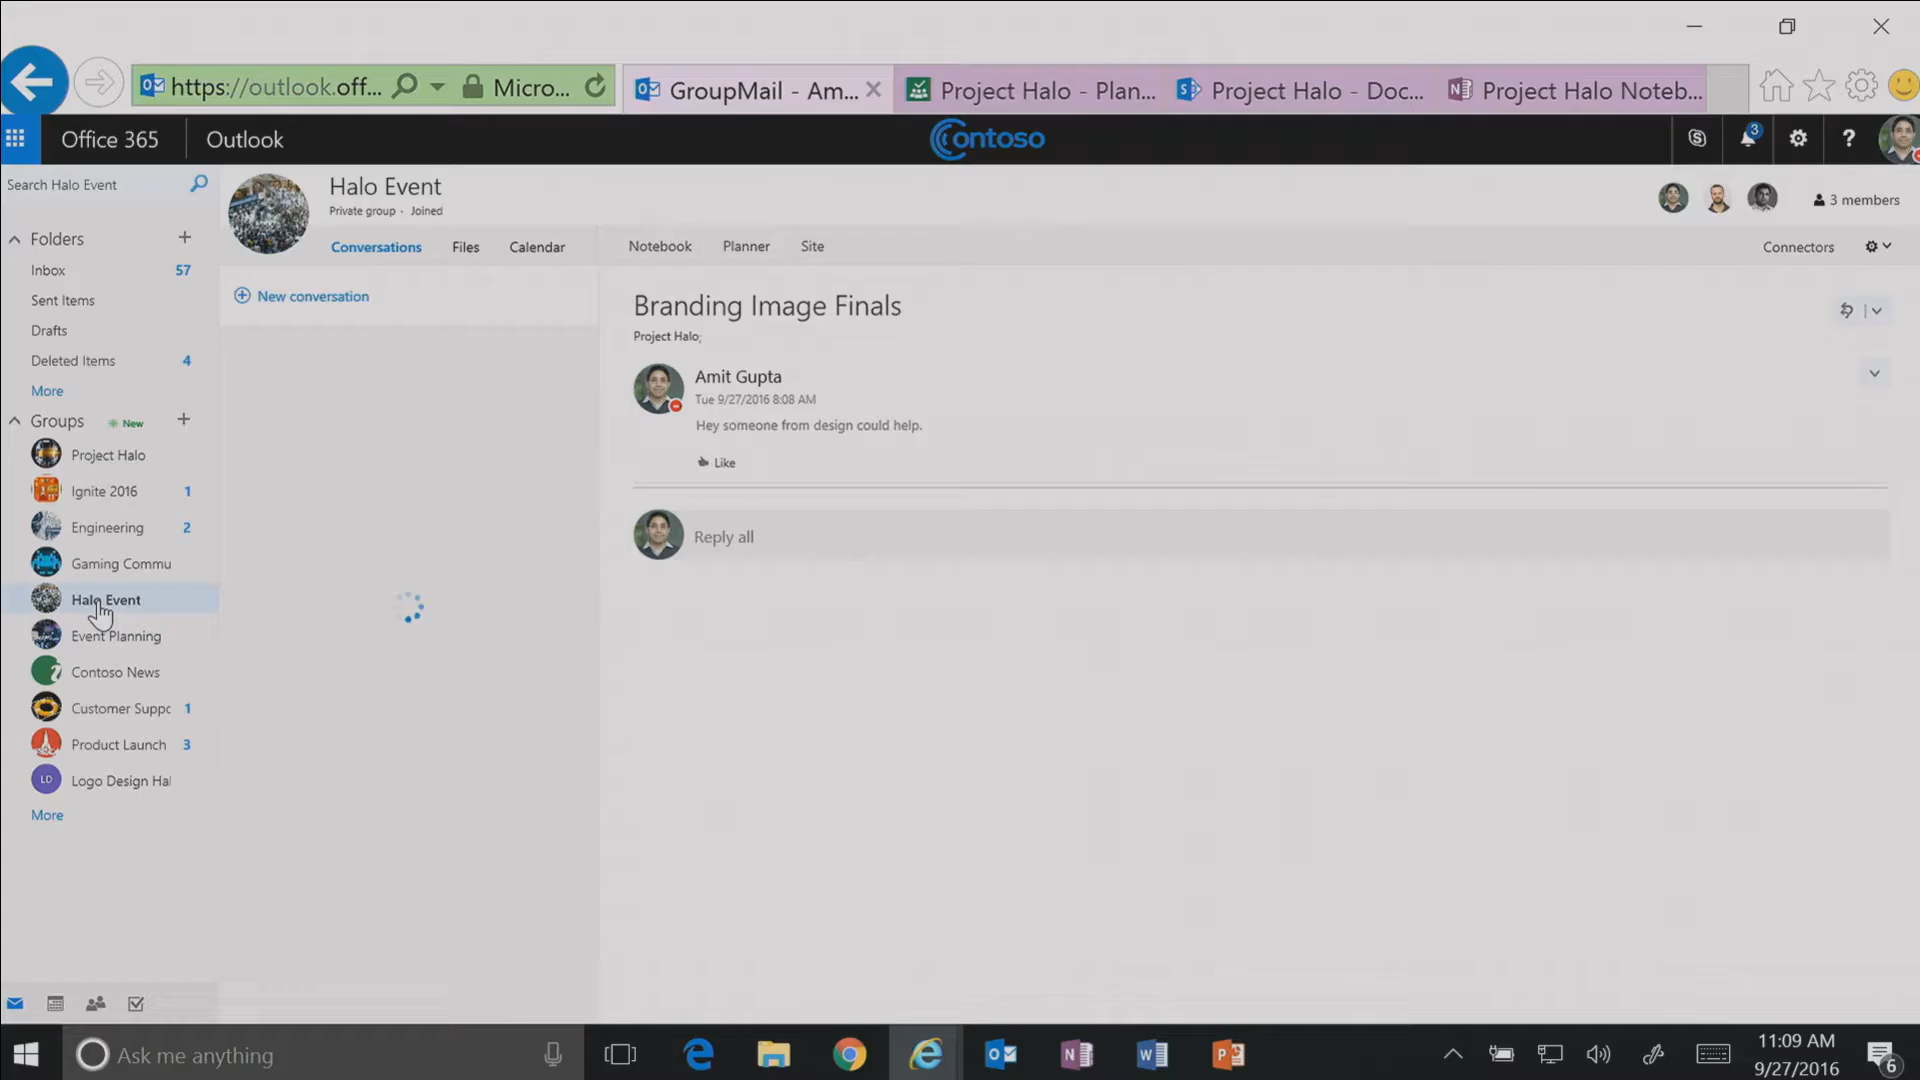 https://outlook.off...
Micro...
GroupMail - Am...
Project Halo - Plan...
Project Halo - Doc...
Project Halo Noteb...
Office 365
Outlook
Contoso
3
?
Search Halo Event
Halo Event
Private group · Joined
3 members
Conversations
Files
Calendar
Notebook
Planner
Site
Connectors
Folders
Inbox 57
Sent Items
Drafts
Deleted Items 4
More
Groups New
Project Halo
Ignite 2016 1
Engineering 2
Gaming Commu
Halo Event
Event Planning
Contoso News
Customer Suppo 1
Product Launch 3
LD Logo Design Hal
More
New conversation
Branding Image Finals
Project Halo;
Amit Gupta
Tue 9/27/2016 8:08 AM
Hey someone from design could help.
Like
Reply all
Ask me anything
11:09 AM
9/27/2016
6